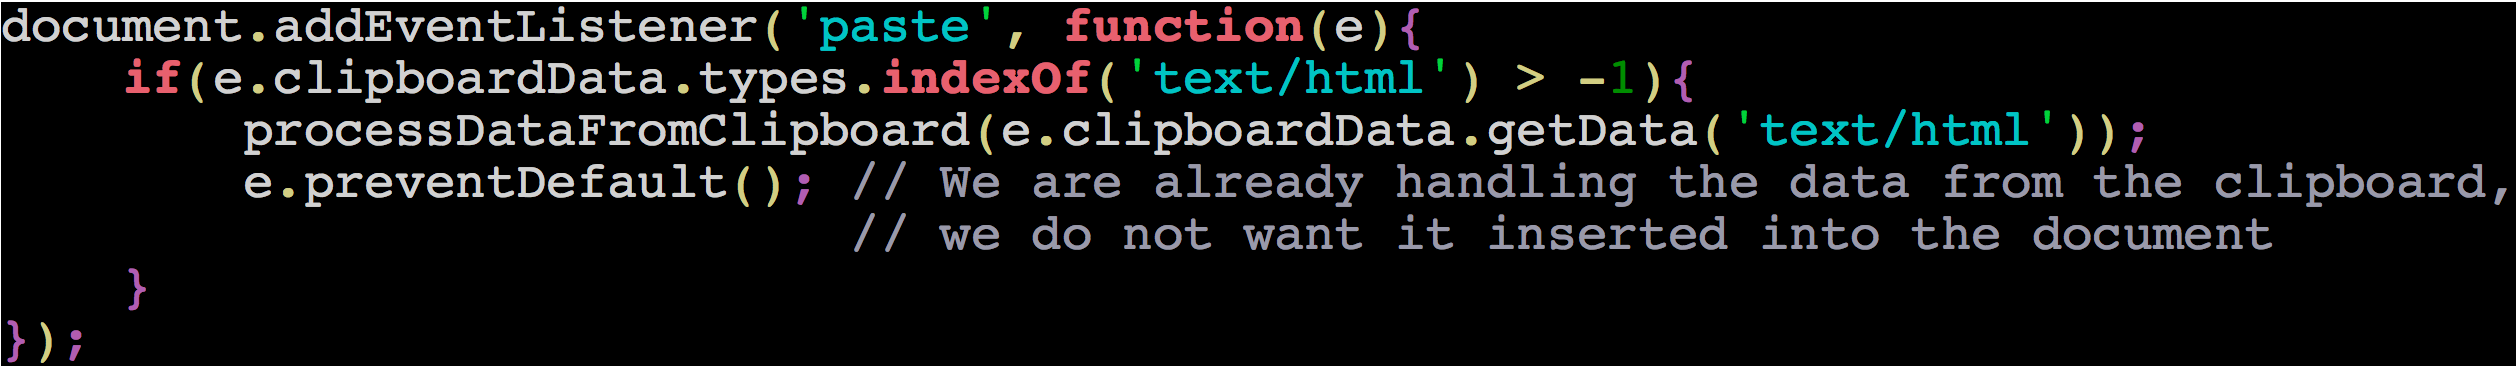 document.addEventListener('paste', function(e){
    if(e.clipboardData.types.indexOf('text/html') > -1){
        processDataFromClipboard(e.clipboardData.getData('text/html'));
        e.preventDefault(); // We are already handling the data from the clipboard,
                            // we do not want it inserted into the document
    }
});